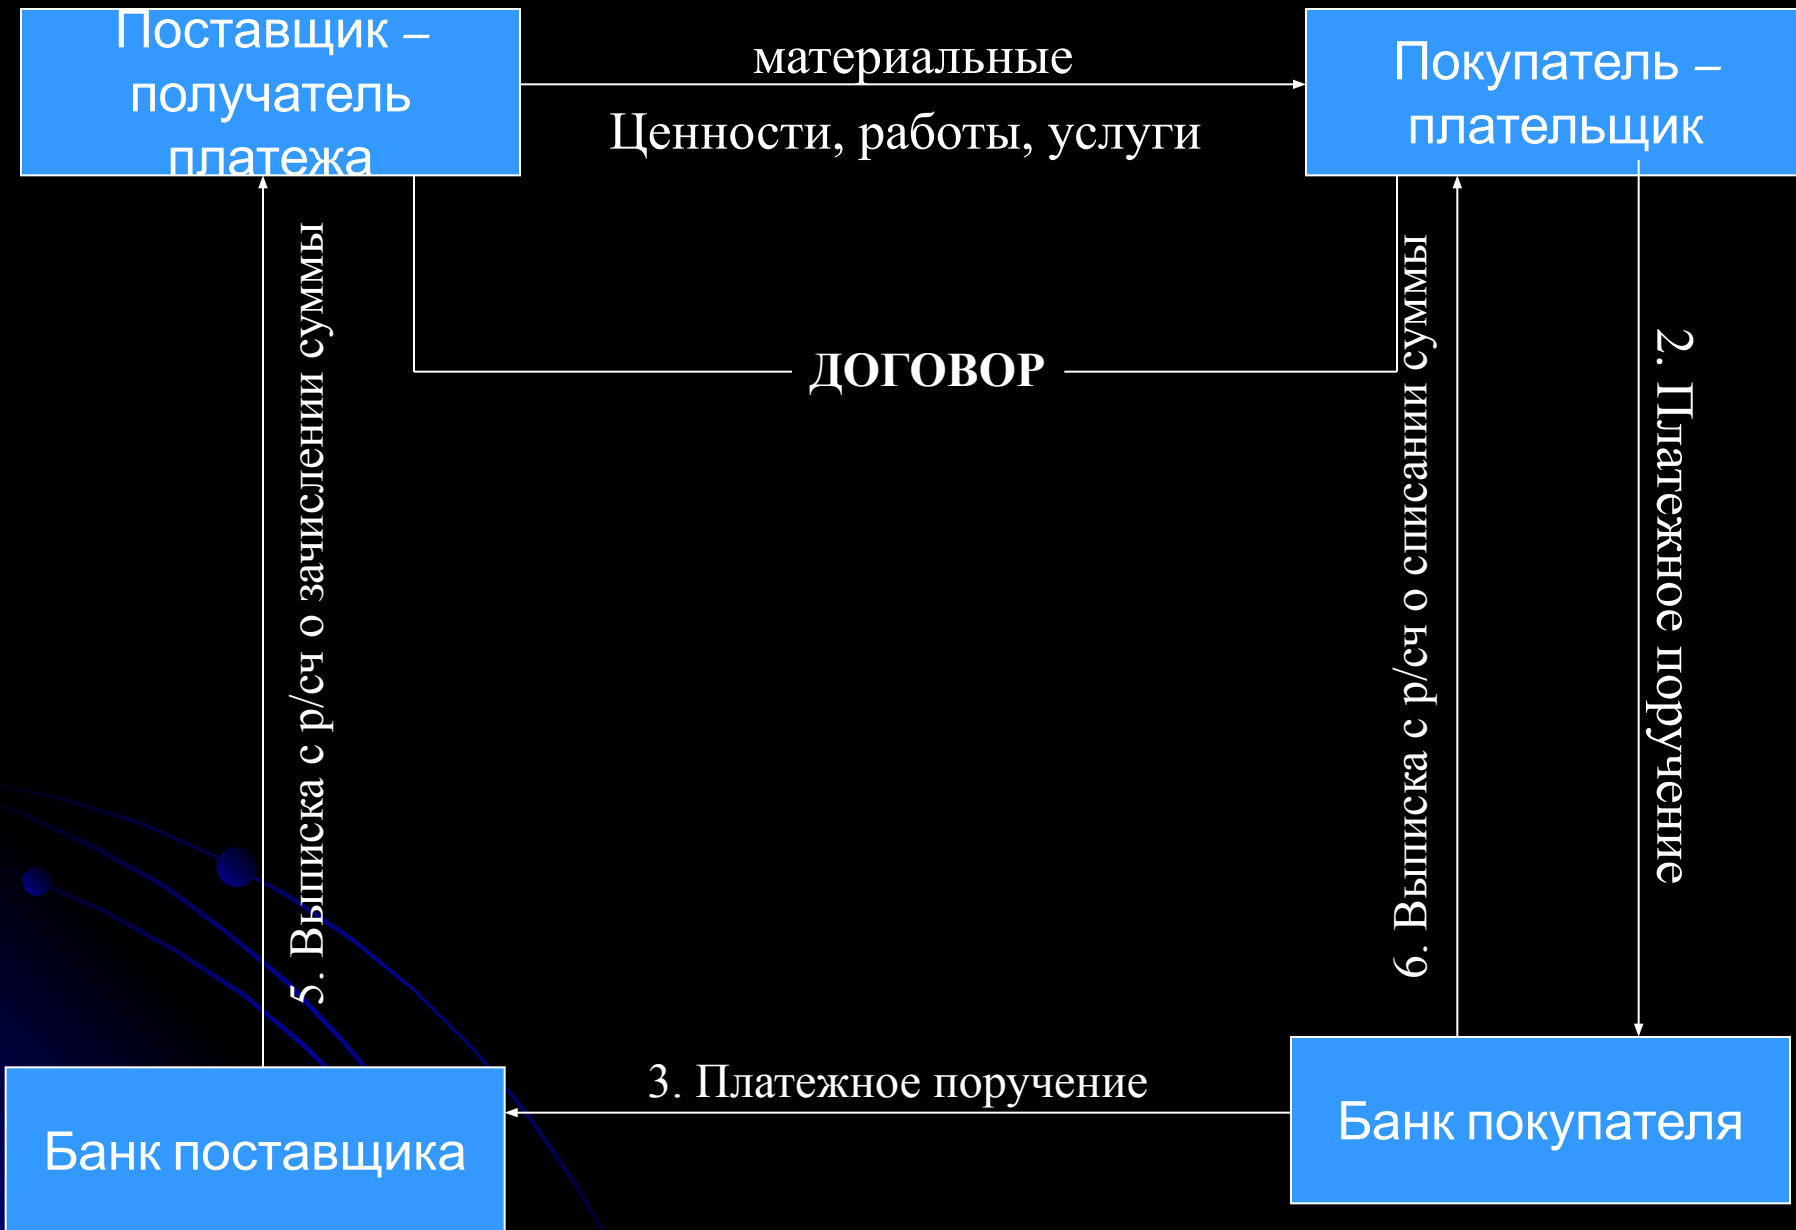 Поставщик –
получатель
платежа
материальные
Ценности, работы, услуги
Покупатель –
плательщик
ДОГОВОР
5. Выписка с р/сч о зачислении суммы
6. Выписка с р/сч о списании суммы
2. Платежное поручение
3. Платежное поручение
Банк поставщика
Банк покупателя